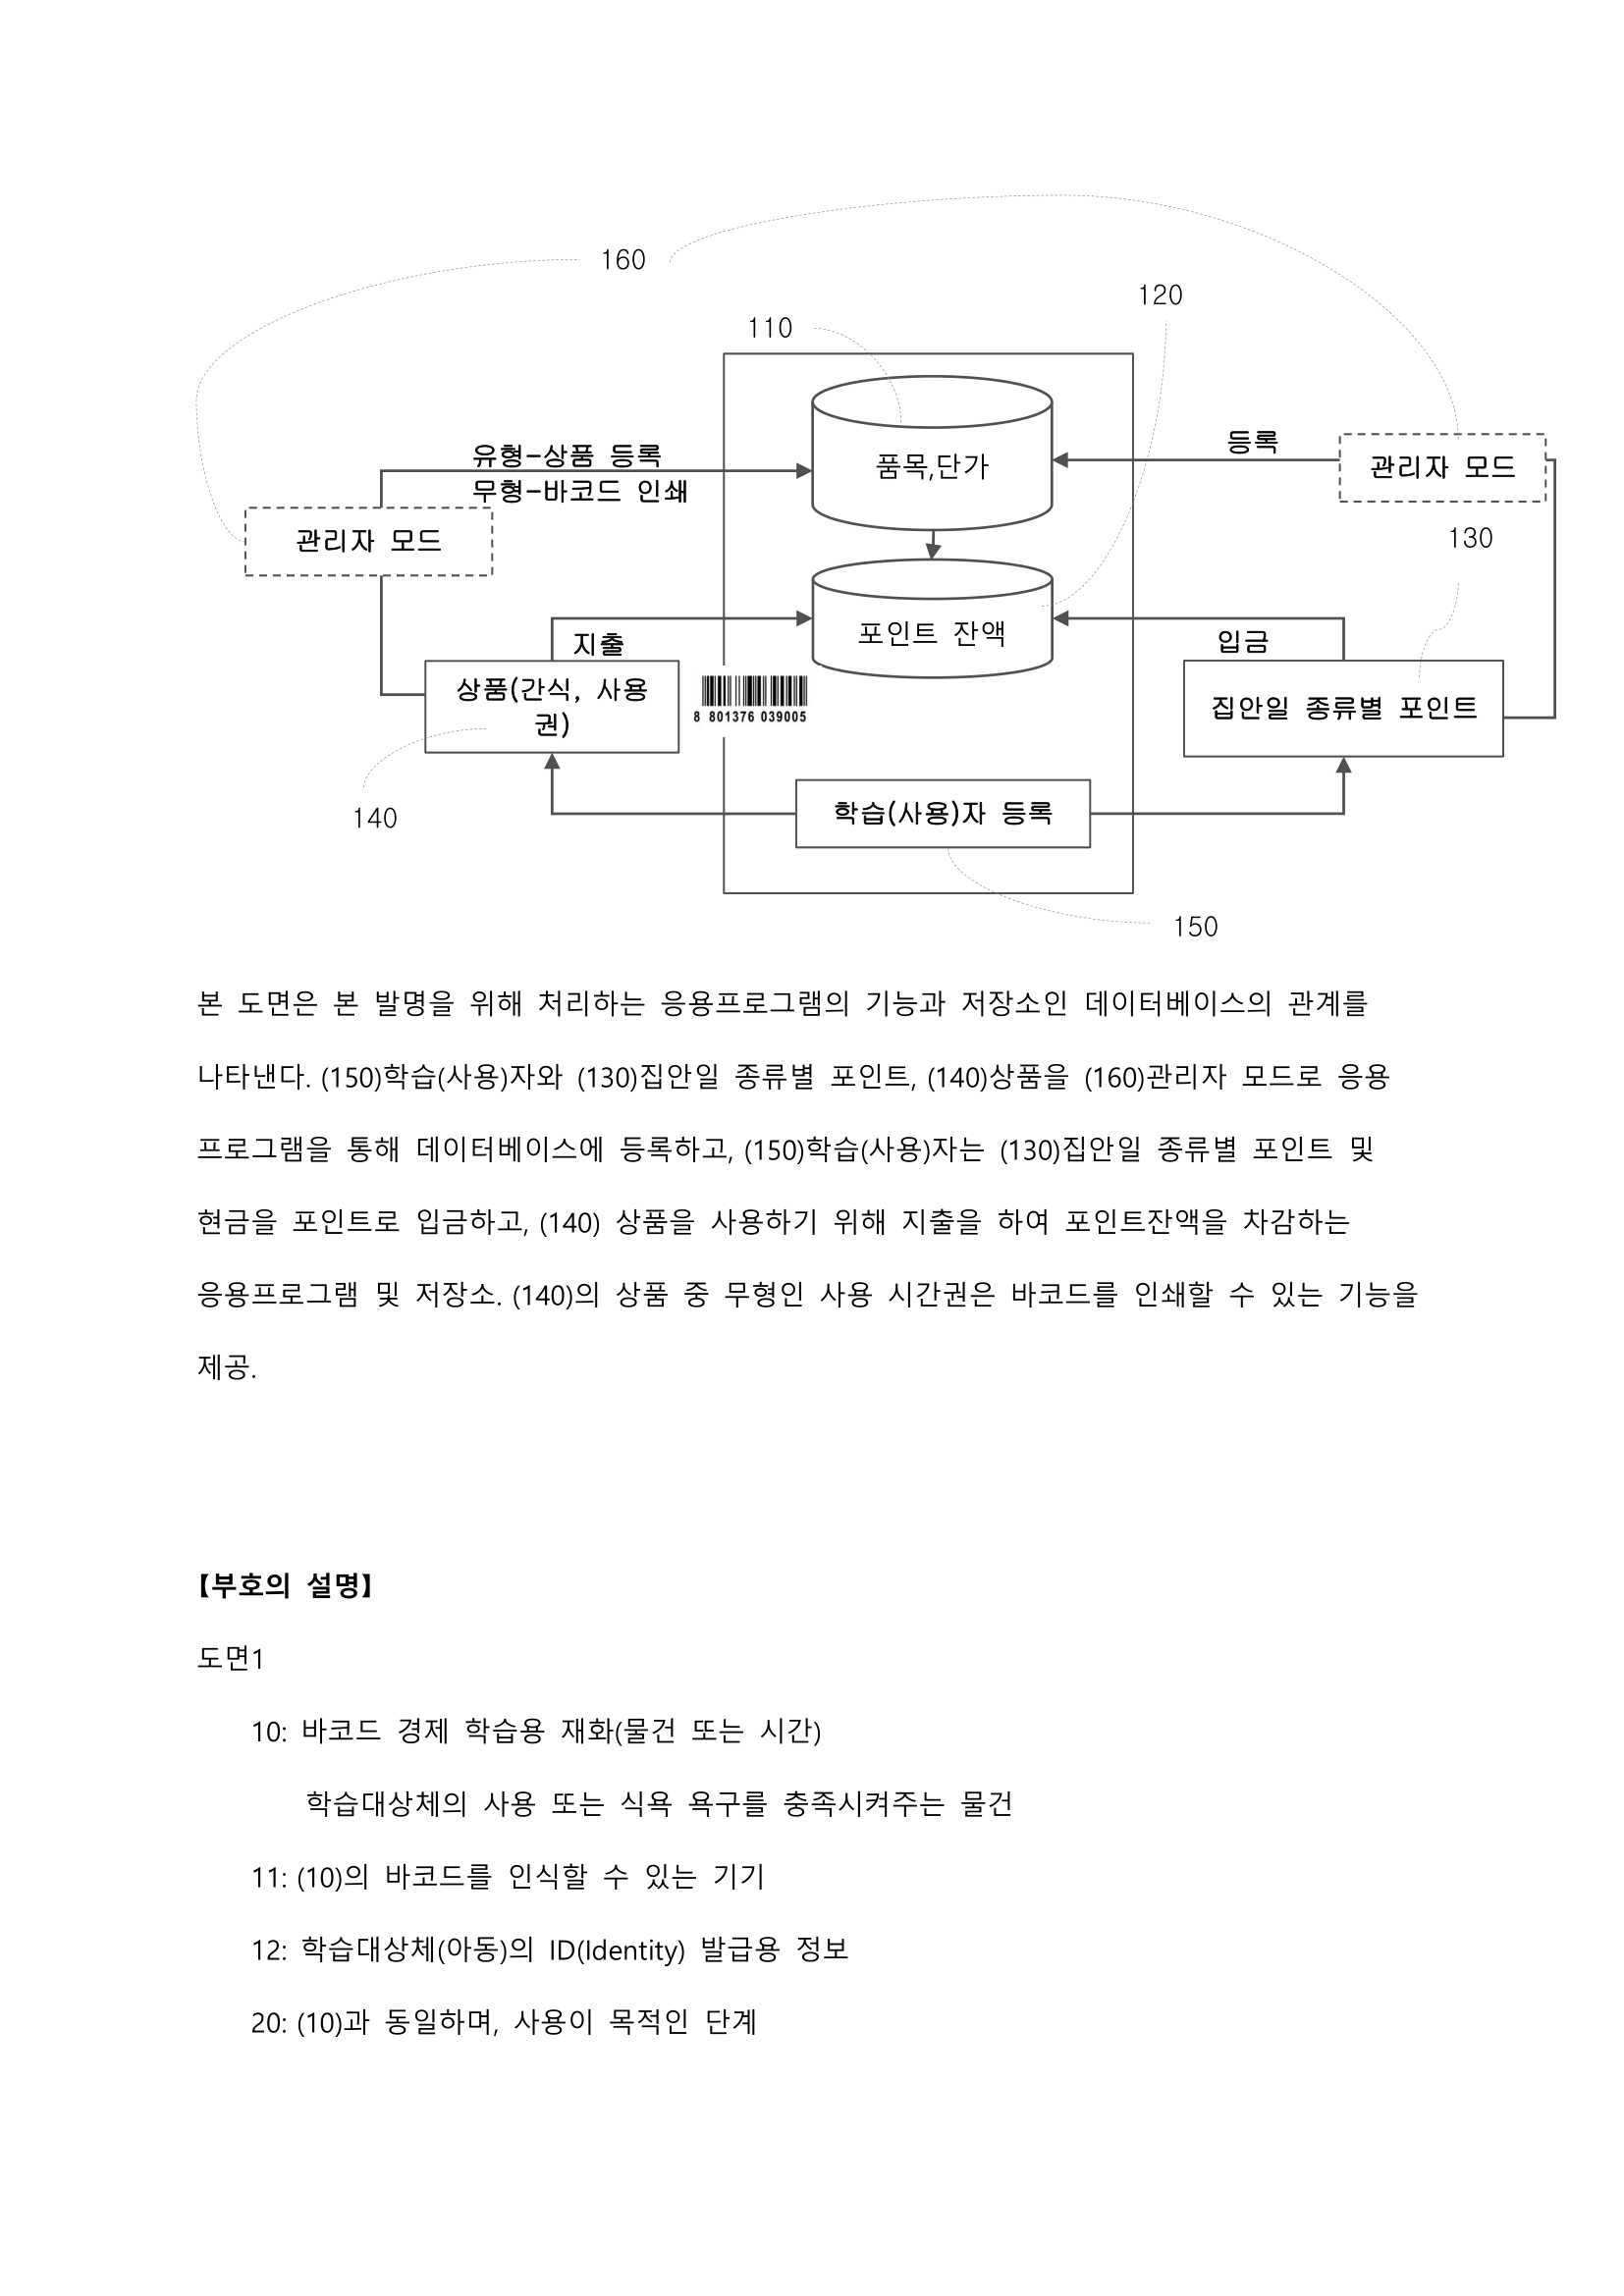 160
120
110
유형-상품 등록
무형-바코드 인쇄
등록
관리자 모드
품목,단가
관리자 모드
130
지출
포인트 잔액
입금
상품(간식, 사용
권)
8 801376 039005
집안일 종류별 포인트
140
학습(사용)자 등록
150
본 도면은 본 발명을 위해 처리하는 응용프로그램의 기능과 저장소인 데이터베이스의 관계를
나타낸다. (150)학습(사용)자와 (130)집안일 종류별 포인트, (140)상품을 (160)관리자 모드로 응용
프로그램을 통해 데이터베이스에 등록하고, (150)학습(사용)자는 (130)집안일 종류별 포인트 및
현금을 포인트로 입금하고, (140) 상품을 사용하기 위해 지출을 하여 포인트잔액을 차감하는
응용프로그램 및 저장소. (140)의 상품 중 무형인 사용 시간권은 바코드를 인쇄할 수 있는 기능을
제공.
【부호의 설명】
도면1
10: 바코드 경제 학습용 재화(물건 또는 시간)
학습대상체의 사용 또는 식욕 욕구를 충족시켜주는 물건
11: (10)의 바코드를 인식할 수 있는 기기
12: 학습대상체(아동)의 ID(Identity) 발급용 정보
20: (10)과 동일하며, 사용이 목적인 단계